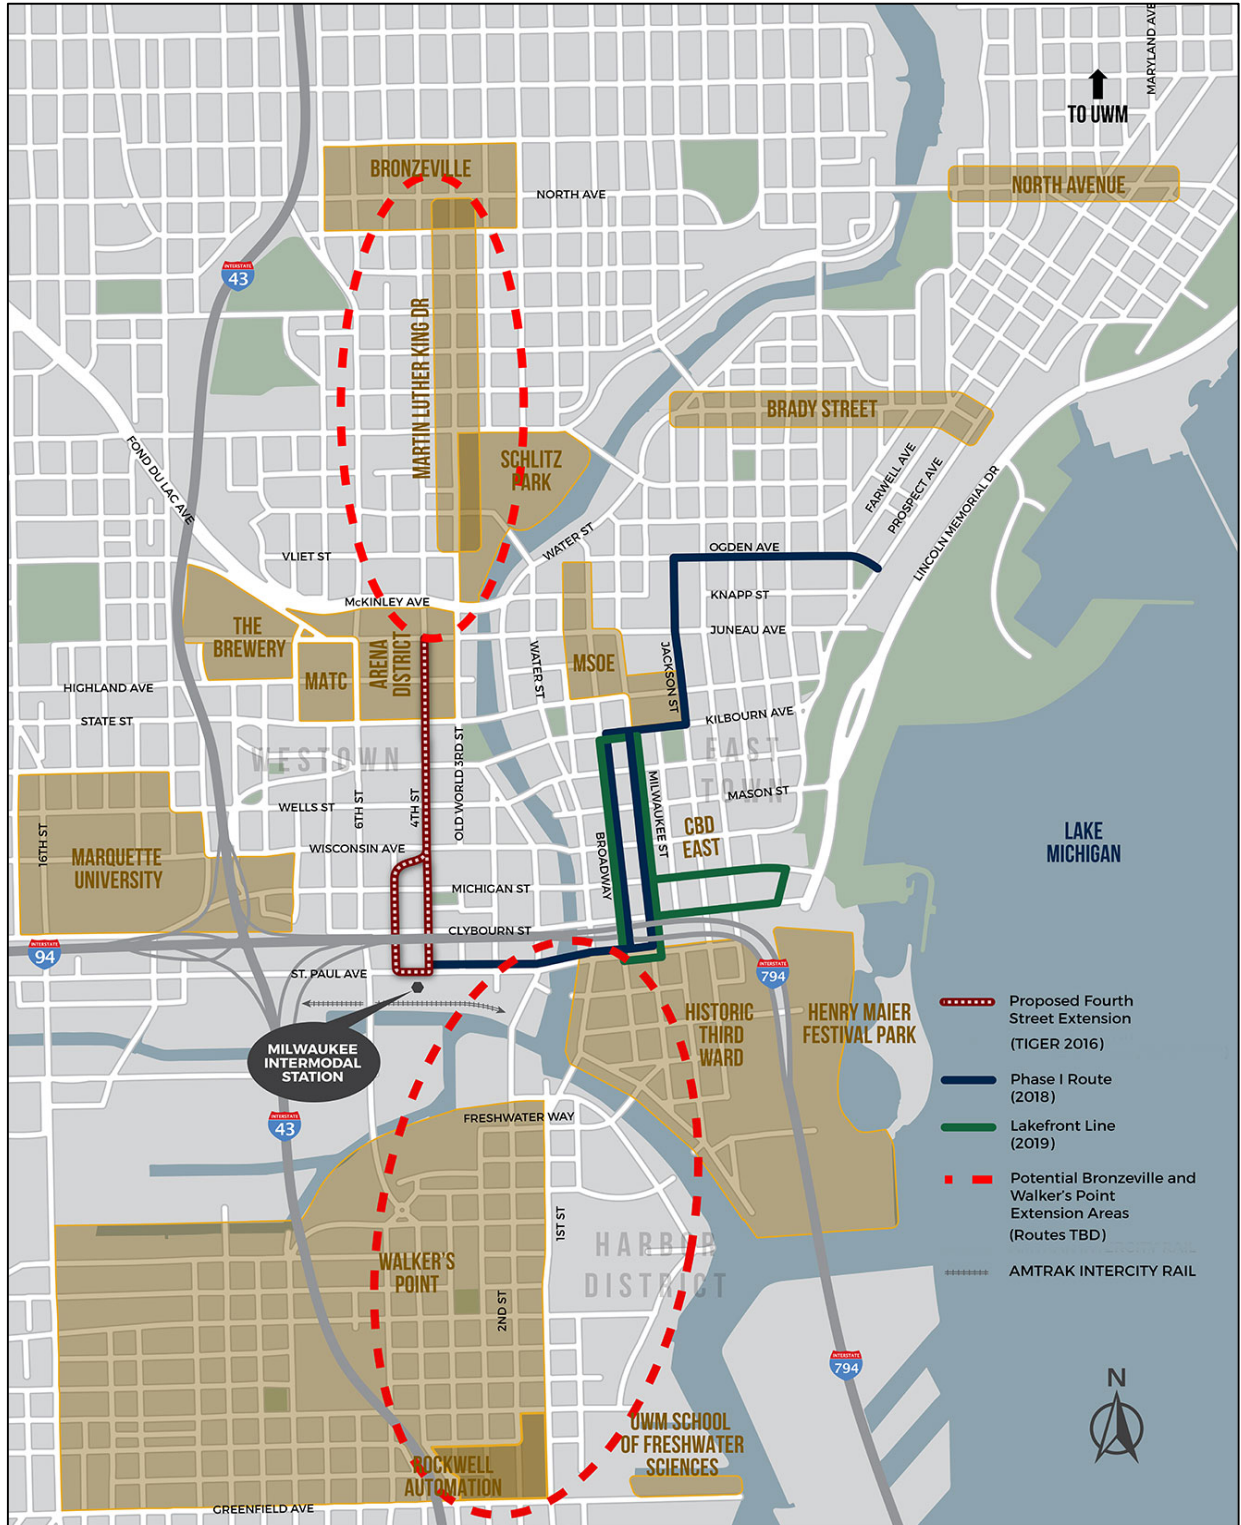 MARYLAND AVE
TO UWM
BRONZEVILLE
NORTH AVENUE
NORTH AVE
INTERSTATE
43
MARTIN LUTHER KING DR
BRADY STREET
FOND DU LAC AVE
SCHLITZ
PARK
FARWELL AVE
PROSPECT AVE
LINCOLN MEMORIAL DR
WATER ST
VLIET ST
OGDEN AVE
KNAPP ST
McKINLEY AVE
JUNEAU AVE
THE
BREWERY
MATC
ARENA
DISTRICT
WATER ST
MSOE
JACKSON ST
HIGHLAND AVE
STATE ST
KILBOURN AVE
WESTOWN
OLD WORLD 3RD ST
EAST
TOWN
WELLS ST
6TH ST
4TH ST
MILWAUKEE ST
MASON ST
16TH ST
WISCONSIN AVE
BROADWAY
CBD
EAST
LAKE
MICHIGAN
MARQUETTE
UNIVERSITY
MICHIGAN ST
CLYBOURN ST
INTERSTATE
94
ST. PAUL AVE
INTERSTATE
794
HISTORIC
THIRD
WARD
HENRY MAIER
FESTIVAL PARK
MILWAUKEE
INTERMODAL
STATION
INTERSTATE
43
FRESHWATER WAY
1ST ST
HARBOR
DISTRICT
WALKER'S
POINT
2ND ST
INTERSTATE
794
UWM SCHOOL
OF FRESHWATER
SCIENCES
ROCKWELL
AUTOMATION
GREENFIELD AVE
Proposed Fourth
Street Extension
(TIGER 2016)
Phase I Route
(2018)
Lakefront Line
(2019)
Potential Bronzeville and
Walker's Point
Extension Areas
(Routes TBD)
AMTRAK INTERCITY RAIL
N